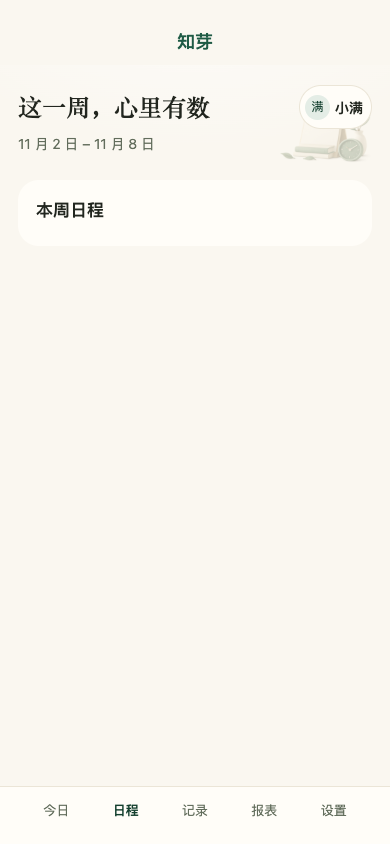 知芽
这一周，心里有数
满 小满
11 月 2 日 – 11 月 8 日
本周日程
今日 日程 记录 报表 设置